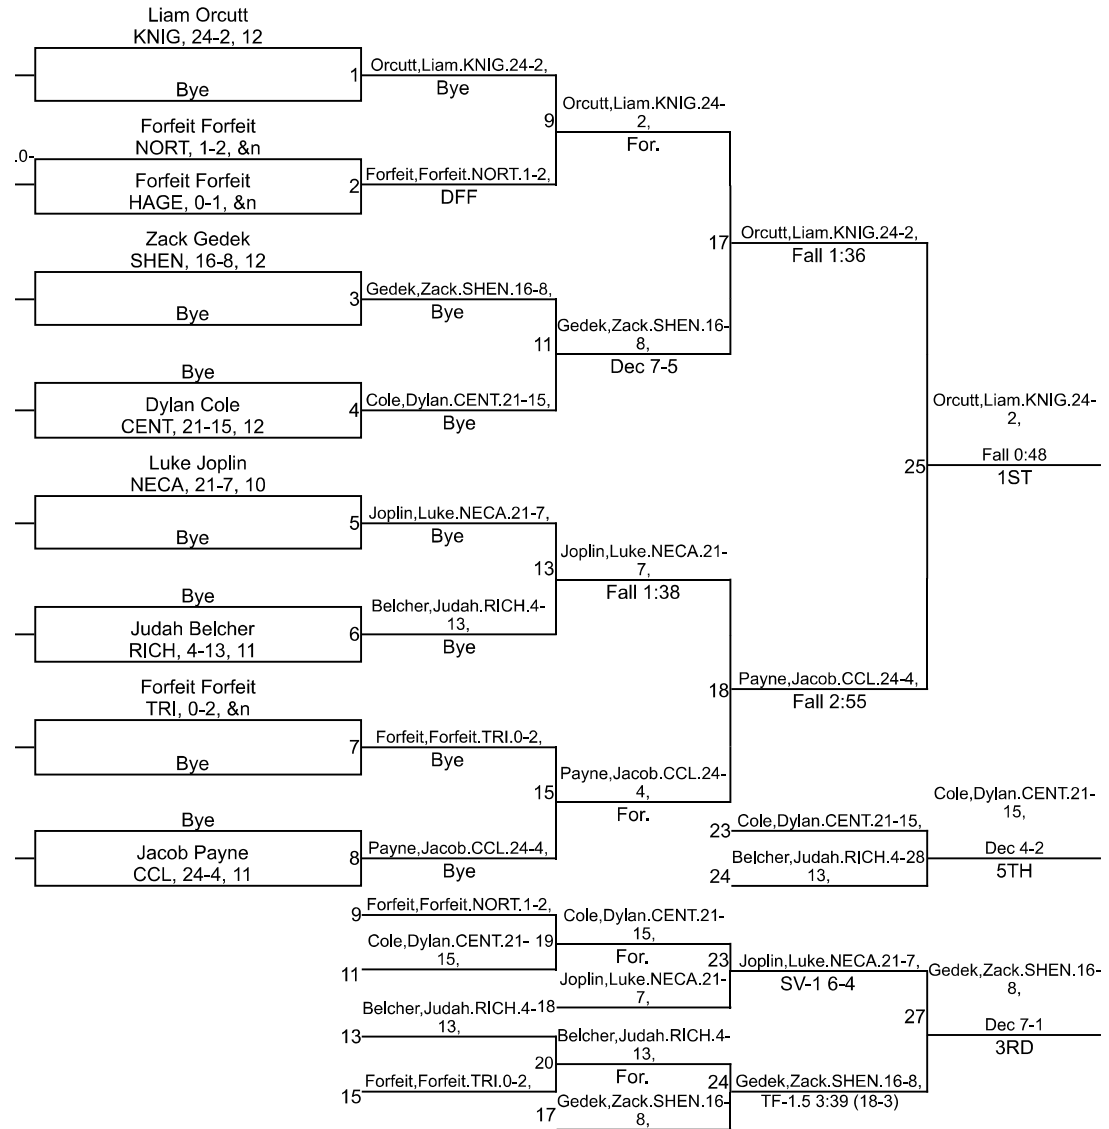 Liam Orcutt
KNIG, 24-2, 12
1
Bye
Orcutt,Liam.KNIG.24-2,
Bye
9
Orcutt,Liam.KNIG.24-
2,
For.
Forfeit Forfeit
NORT, 1-2, &n
.0-
Forfeit Forfeit
HAGE, 0-1, &n
2
Forfeit,Forfeit.NORT.1-2,
DFF
17
Orcutt,Liam.KNIG.24-2,
Fall 1:36
Zack Gedek
SHEN, 16-8, 12
3
Bye
Gedek,Zack.SHEN.16-8,
Bye
11
Gedek,Zack.SHEN.16-
8,
Dec 7-5
Bye
Dylan Cole
CENT, 21-15, 12
4
Cole,Dylan.CENT.21-15,
Bye
25
Orcutt,Liam.KNIG.24-
2,
Fall 0:48
1ST
Luke Joplin
NECA, 21-7, 10
5
Bye
Joplin,Luke.NECA.21-7,
Bye
13
Joplin,Luke.NECA.21-
7,
Fall 1:38
Bye
Judah Belcher
RICH, 4-13, 11
6
Belcher,Judah.RICH.4-
13,
Bye
18
Payne,Jacob.CCL.24-4,
Fall 2:55
Forfeit Forfeit
TRI, 0-2, &n
7
Bye
Forfeit,Forfeit.TRI.0-2,
Bye
15
Payne,Jacob.CCL.24-
4,
For.
Bye
Jacob Payne
CCL, 24-4, 11
8
Payne,Jacob.CCL.24-4,
Bye
23
Cole,Dylan.CENT.21-15,
24
Belcher,Judah.RICH.4-
13,
28
Cole,Dylan.CENT.21-
15,
Dec 4-2
5TH
9
Forfeit,Forfeit.NORT.1-2,
11
Cole,Dylan.CENT.21-
15,
19
Cole,Dylan.CENT.21-
15,
For.
18
Joplin,Luke.NECA.21-
7,
23
Joplin,Luke.NECA.21-7,
SV-1 6-4
13
Belcher,Judah.RICH.4-
13,
15
Forfeit,Forfeit.TRI.0-2,
20
Belcher,Judah.RICH.4-
13,
For.
17
Gedek,Zack.SHEN.16-
8,
24
Gedek,Zack.SHEN.16-8,
TF-1.5 3:39 (18-3)
27
Gedek,Zack.SHEN.16-
8,
Dec 7-1
3RD